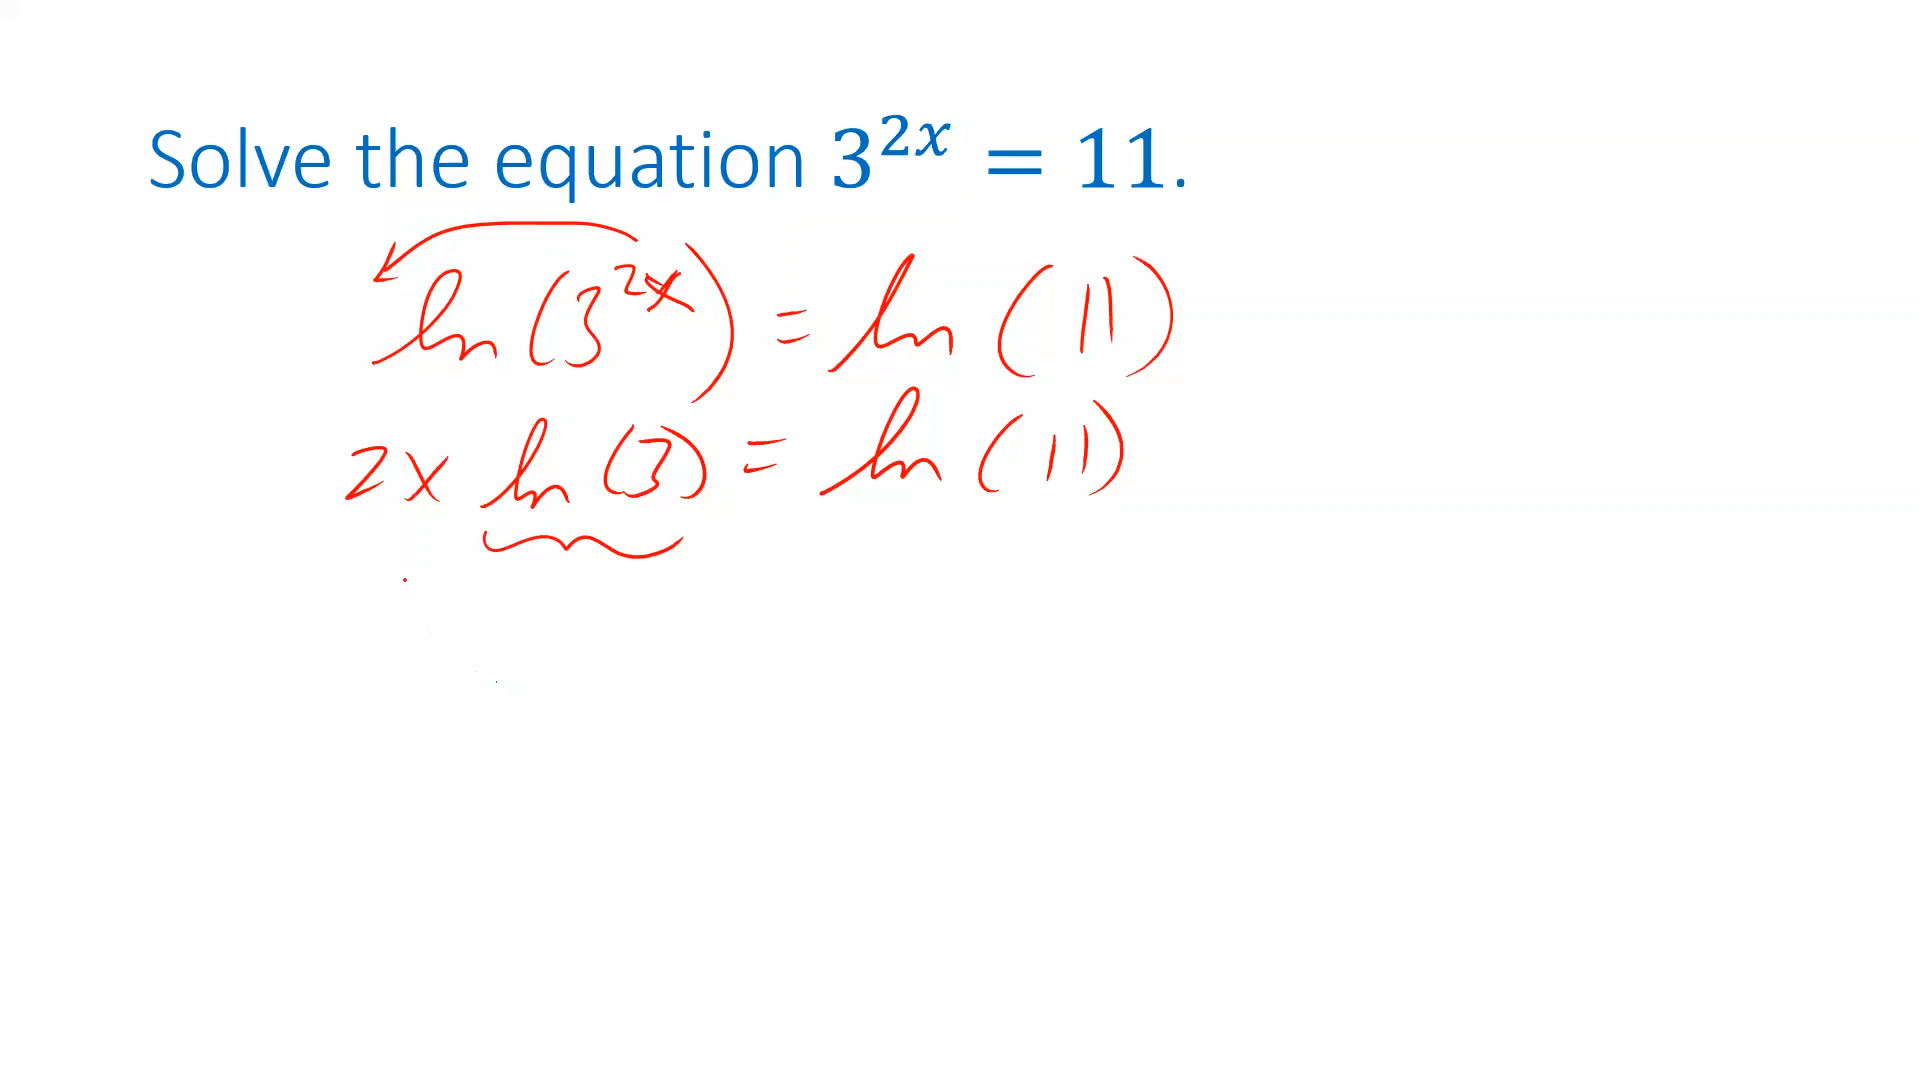 Solve the equation 3^{2x} = 11.
ln(3^{2x}) = ln(11)
2x ln(3) = ln(11)